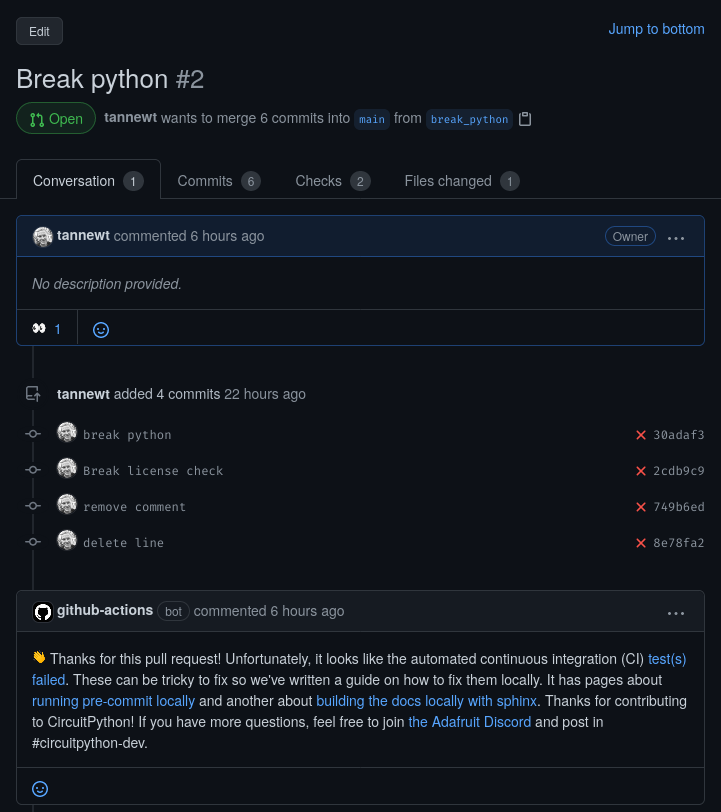 Edit
Jump to bottom
Break python #2
Open tannewt wants to merge 6 commits into main from break_python
Conversation 1 Commits 6 Checks 2 Files changed 1
tannewt commented 6 hours ago Owner ...
No description provided.
👀 1
tannewt added 4 commits 22 hours ago
break python 30adaf3
Break license check 2cdb9c9
remove comment 749b6ed
delete line 8e78fa2
github-actions bot commented 6 hours ago ...
👋 Thanks for this pull request! Unfortunately, it looks like the automated continuous integration (CI) test(s)
failed. These can be tricky to fix so we've written a guide on how to fix them locally. It has pages about
running pre-commit locally and another about building the docs locally with sphinx. Thanks for contributing
to CircuitPython! If you have more questions, feel free to join the Adafruit Discord and post in
#circuitpython-dev.